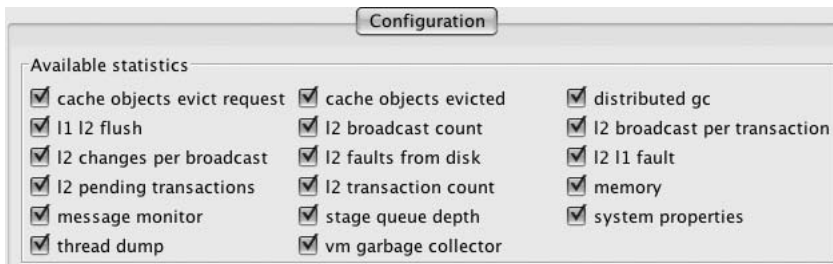 Configuration
Available statistics
cache objects evict request cache objects evicted distributed gc
l1 l2 flush l2 broadcast count l2 broadcast per transaction
l2 changes per broadcast l2 faults from disk l2 l1 fault
l2 pending transactions l2 transaction count memory
message monitor stage queue depth system properties
thread dump vm garbage collector